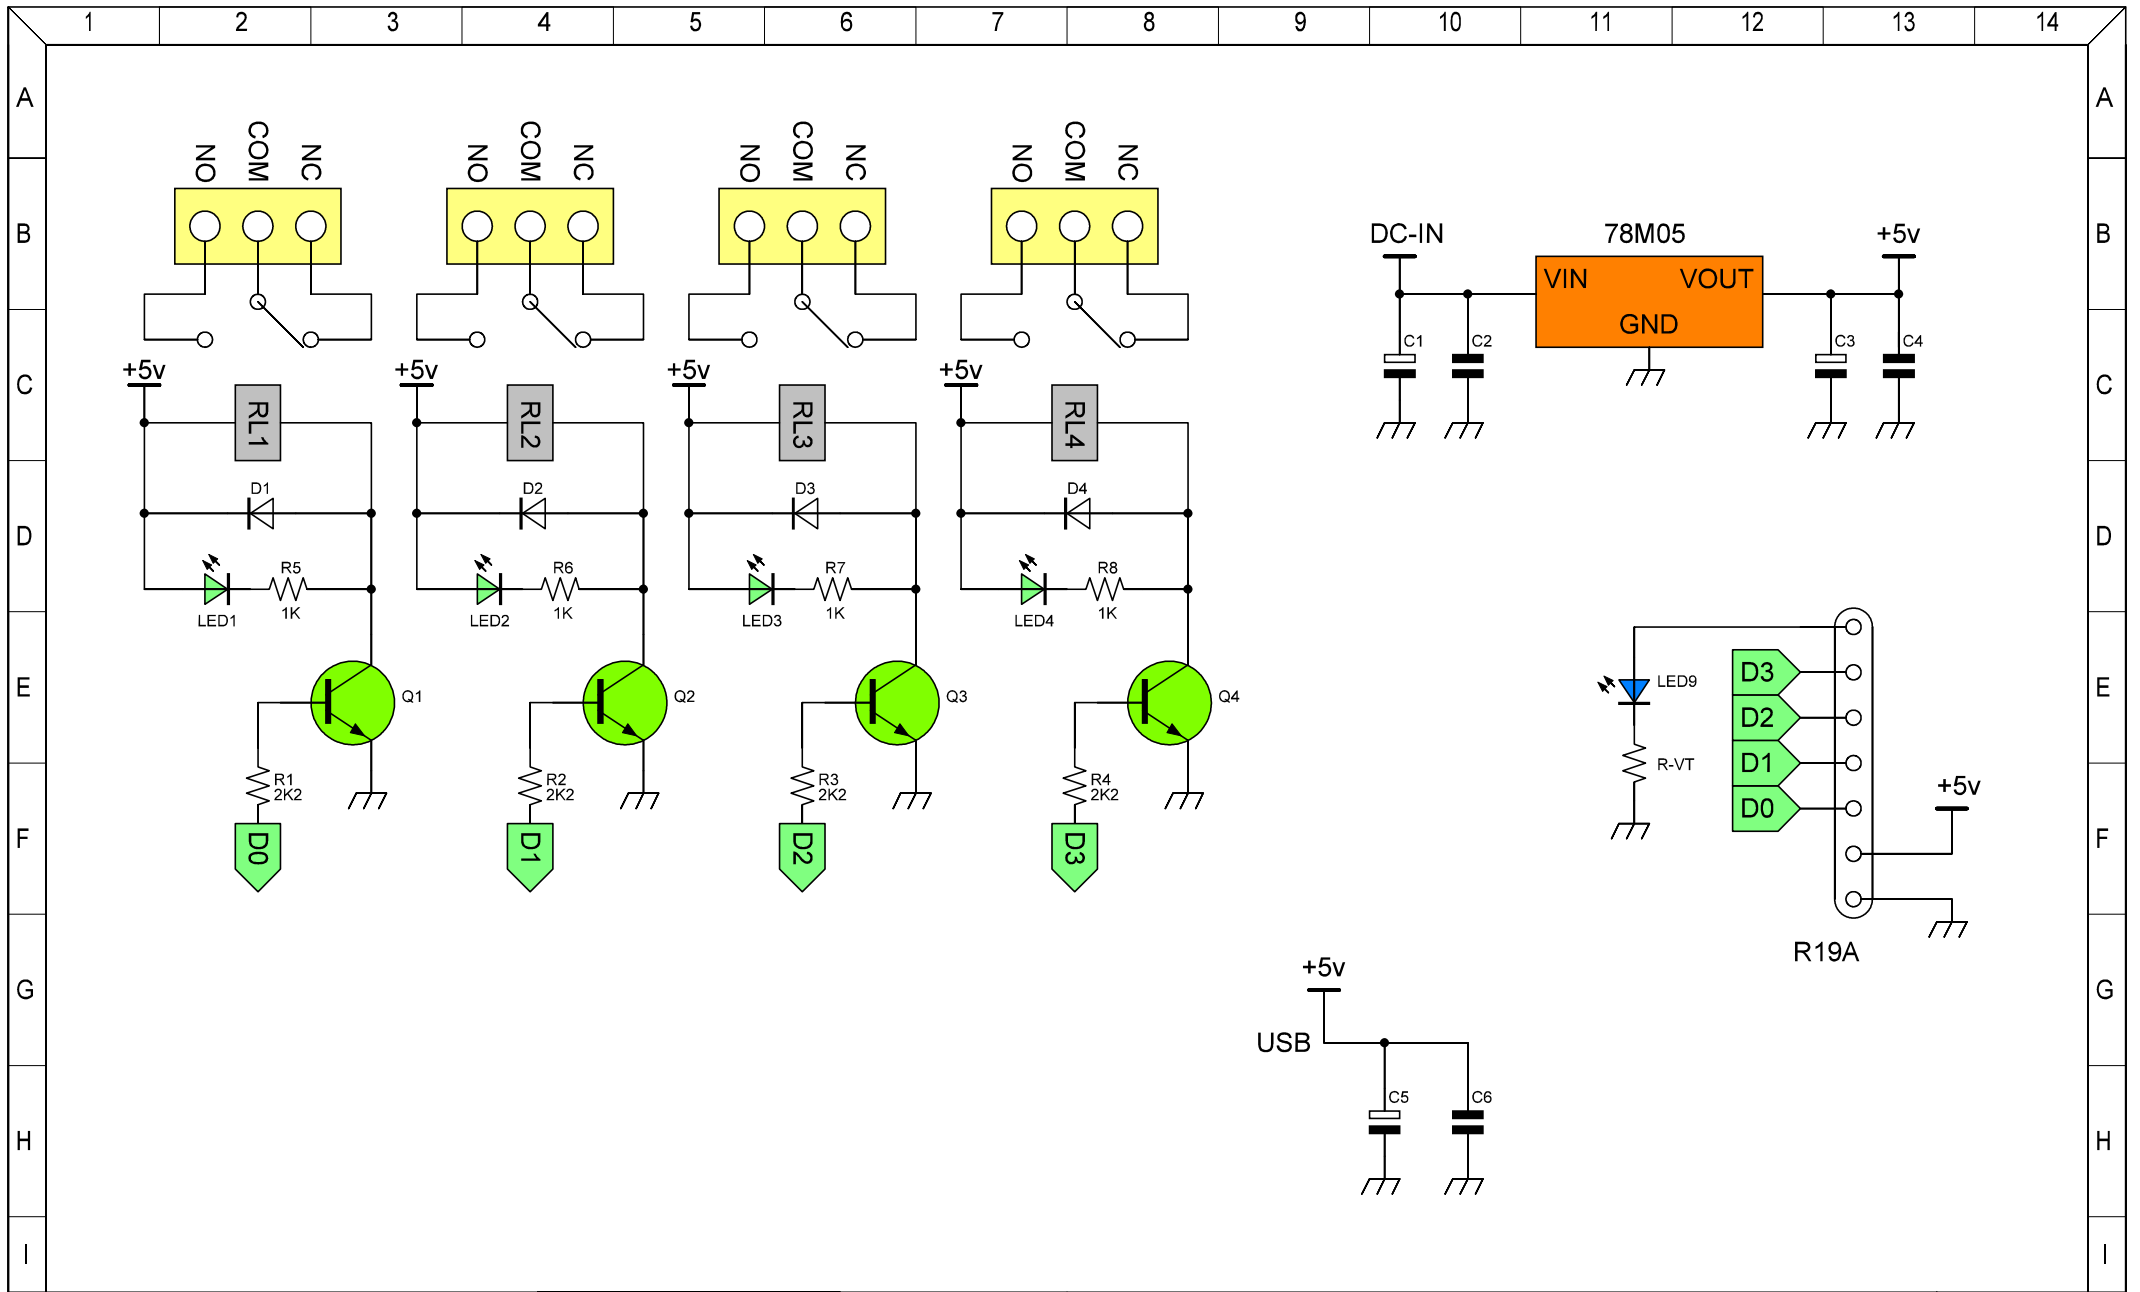 1 2 3 4 5 6 7 8 9 10 11 12 13 14
A A
NO COM NC NO COM NC NO COM NC NO COM NC
B B
DC-IN 78M05 +5v
VIN VOUT
GND
C1 C2 C3 C4
+5v +5v +5v +5v
C C
RL1 RL2 RL3 RL4
D1 D2 D3 D4
D D
R5 R6 R7 R8
1K 1K 1K 1K
LED1 LED2 LED3 LED4
E E
Q1 Q2 Q3 Q4
LED9
D3
D2
D1
D0
R-VT
+5v
R1 R2 R3 R4
2K2 2K2 2K2 2K2
F F
D0 D1 D2 D3
R19A
+5v
G G
USB
C5 C6
H H
I I